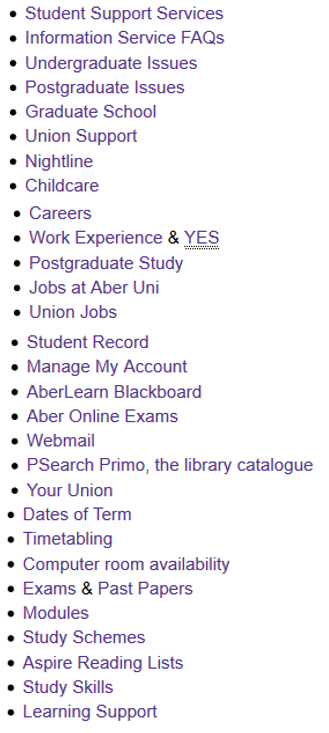 • Student Support Services
• Information Service FAQs
• Undergraduate Issues
• Postgraduate Issues
• Graduate School
• Union Support
• Nightline
• Childcare
• Careers
• Work Experience & YES
• Postgraduate Study
• Jobs at Aber Uni
• Union Jobs
• Student Record
• Manage My Account
• AberLearn Blackboard
• Aber Online Exams
• Webmail
• PSearch Primo, the library catalogue
• Your Union
• Dates of Term
• Timetabling
• Computer room availability
• Exams & Past Papers
• Modules
• Study Schemes
• Aspire Reading Lists
• Study Skills
• Learning Support